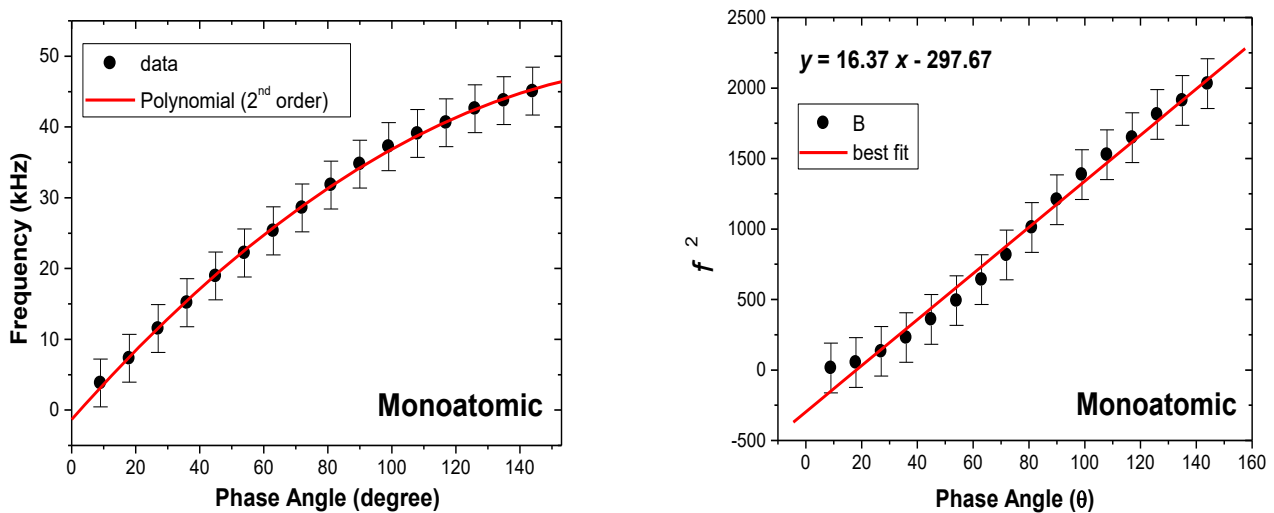 50
40
30
20
10
0
Frequency (kHz)
data
Polynomial (2nd order)
Monoatomic
0 20 40 60 80 100 120 140
Phase Angle (degree)
2500
2000
1500
1000
500
0
-500
f 2
y = 16.37 x - 297.67
B
best fit
Monoatomic
0 20 40 60 80 100 120 140 160
Phase Angle (θ)